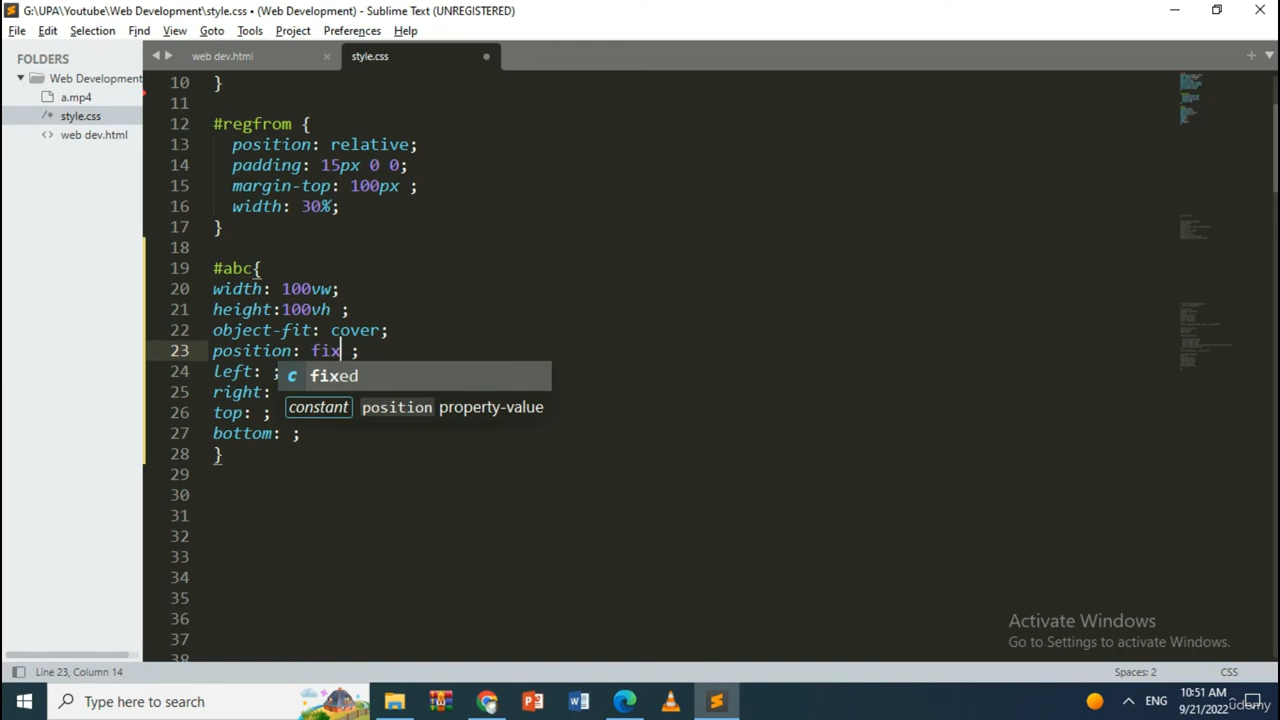 G:\UPA\Youtube\Web Development\style.css • (Web Development) - Sublime Text (UNREGISTERED)
File Edit Selection Find View Goto Tools Project Preferences Help
FOLDERS
Web Development
a.mp4
/* style.css
<> web dev.html
web dev.html
style.css
10 }
11
12 #regfrom {
13 position: relative;
14 padding: 15px 0 0;
15 margin-top: 100px ;
16 width: 30%;
17 }
18
19 #abc{
20 width: 100vw;
21 height:100vh ;
22 object-fit: cover;
23 position: fix ;
24 left: ;
25 right:
26 top: ;
27 bottom: ;
28 }
29
30
31
32
33
34
35
36
37
38
c fixed
constant position property-value
Activate Windows
Go to Settings to activate Windows.
Line 23, Column 14
Spaces: 2
CSS
Type here to search
ENG
10:51 AM
9/21/2022
udemy